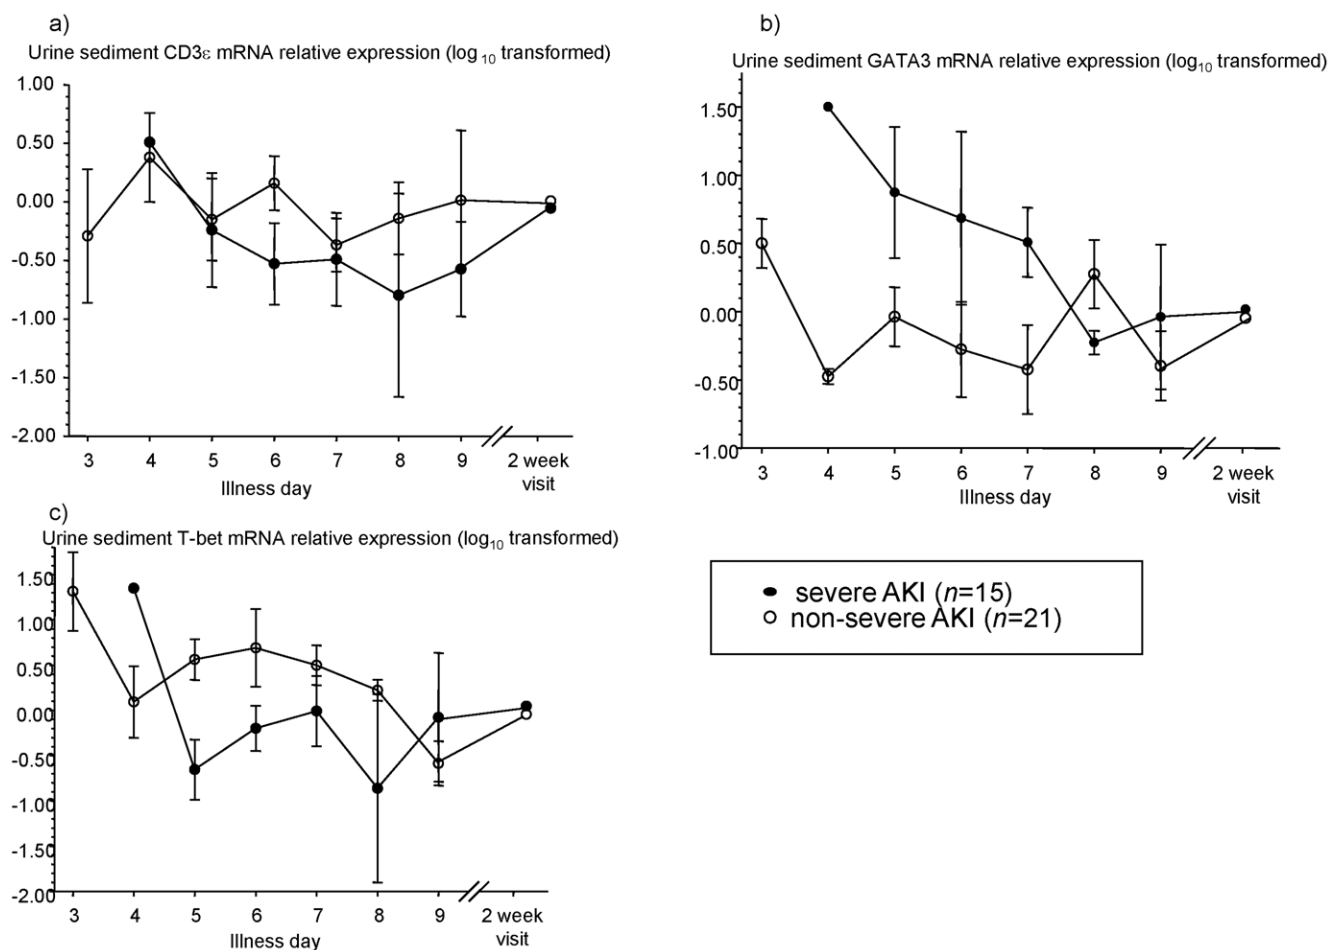 a)
Urine sediment CD3ε mRNA relative expression (log10 transformed)
1.00
0.50
0.00
-0.50
-1.00
-1.50
-2.00
3 4 5 6 7 8 9 2 week
visit
Illness day
b)
Urine sediment GATA3 mRNA relative expression (log10 transformed)
1.50
1.00
0.50
0.00
-0.50
-1.00
3 4 5 6 7 8 9 2 week
visit
Illness day
c)
Urine sediment T-bet mRNA relative expression (log10 transformed)
1.50
1.00
0.50
0.00
-0.50
-1.00
-1.50
-2.00
3 4 5 6 7 8 9 2 week
visit
Illness day
severe AKI (n=15)
non-severe AKI (n=21)